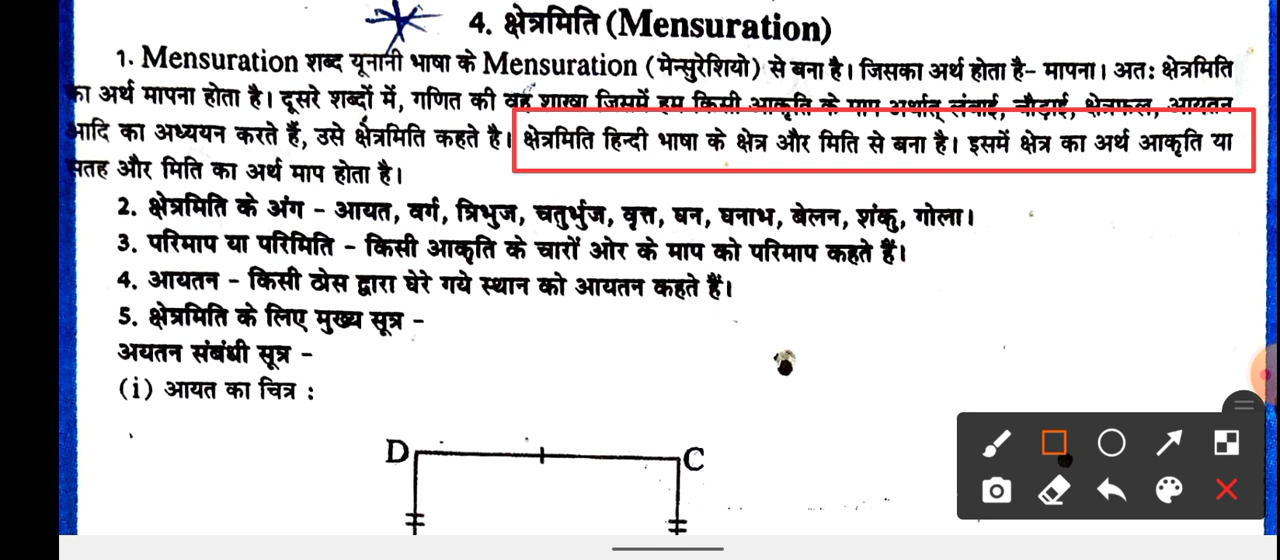 4. क्षेत्रमिति (Mensuration)
1. Mensuration शब्द यूनानी भाषा के Mensuration (मेन्सुरेशियो) से बना है। जिसका अर्थ होता है- मापना। अतः क्षेत्रमिति
का अर्थ मापना होता है। दूसरे शब्दों में, गणित की वह शाखा जिसमें हम किसी आकृति के माप अर्थात् लंबाई, चौड़ाई, क्षेत्रफल, आयतन
आदि का अध्ययन करते हैं, उसे क्षेत्रमिति कहते है। क्षेत्रमिति हिन्दी भाषा के क्षेत्र और मिति से बना है। इसमें क्षेत्र का अर्थ आकृति या
सतह और मिति का अर्थ माप होता है।
2. क्षेत्रमिति के अंग - आयत, वर्ग, त्रिभुज, चतुर्भुज, वृत्त, घन, घनाभ, बेलन, शंकु, गोला।
3. परिमाप या परिमिति - किसी आकृति के चारों ओर के माप को परिमाप कहते हैं।
4. आयतन - किसी ठोस द्वारा घेरे गये स्थान को आयतन कहते हैं।
5. क्षेत्रमिति के लिए मुख्य सूत्र -
अयतन संबंधी सूत्र -
(i) आयत का चित्र :
D C